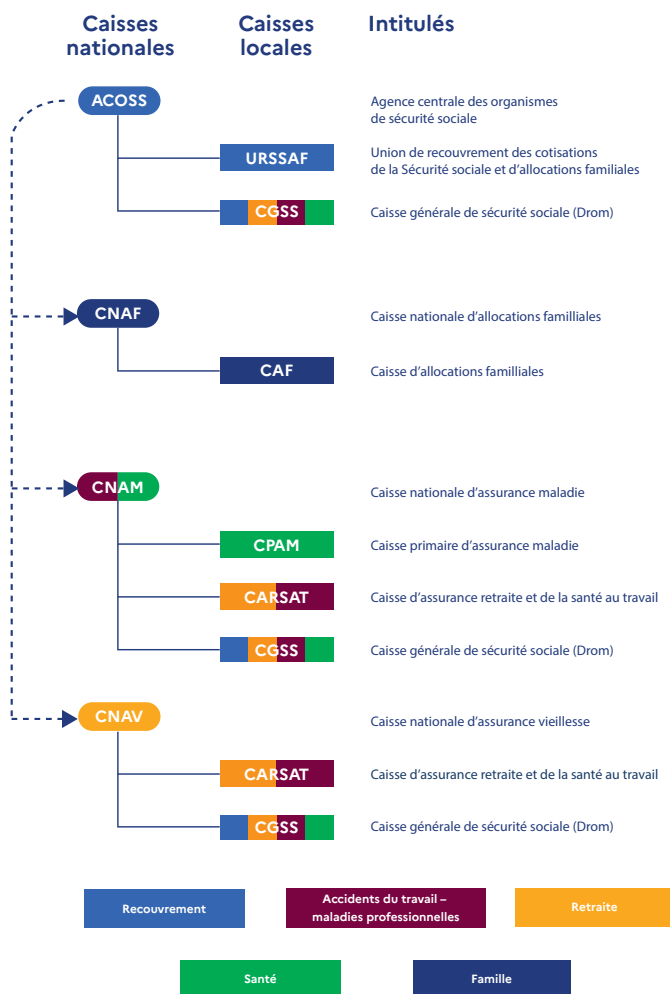 Caisses
nationales
Caisses
locales
Intitulés
ACOSS
Agence centrale des organismes
de sécurité sociale
URSSAF
Union de recouvrement des cotisations
de la Sécurité sociale et d'allocations familiales
CGSS
Caisse générale de sécurité sociale (Drom)
CNAF
Caisse nationale d'allocations familliales
CAF
Caisse d'allocations familliales
CNAM
Caisse nationale d'assurance maladie
CPAM
Caisse primaire d'assurance maladie
CARSAT
Caisse d'assurance retraite et de la santé au travail
CGSS
Caisse générale de sécurité sociale (Drom)
CNAV
Caisse nationale d'assurance vieillesse
CARSAT
Caisse d'assurance retraite et de la santé au travail
CGSS
Caisse générale de sécurité sociale (Drom)
Recouvrement
Accidents du travail –
maladies professionnelles
Retraite
Santé
Famille